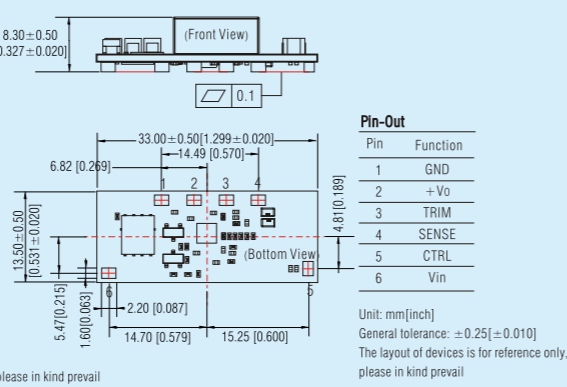 8.30±0.50
0.327±0.020]
(Front View)
0.1
33.00±0.50[1.299±0.020]
14.49 [0.570]
6.82 [0.269]
1 2 3 4
13.50±0.50
[0.531±0.020]
4.81[0.189]
(Bottom View)
6
5
5.47[0.215]
1.60[0.063]
2.20 [0.087]
14.70 [0.579]
15.25 [0.600]
please in kind prevail
Pin-Out
Pin Function
1 GND
2 +Vo
3 TRIM
4 SENSE
5 CTRL
6 Vin
Unit: mm[inch]
General tolerance: ±0.25[±0.010]
The layout of devices is for reference only,
please in kind prevail